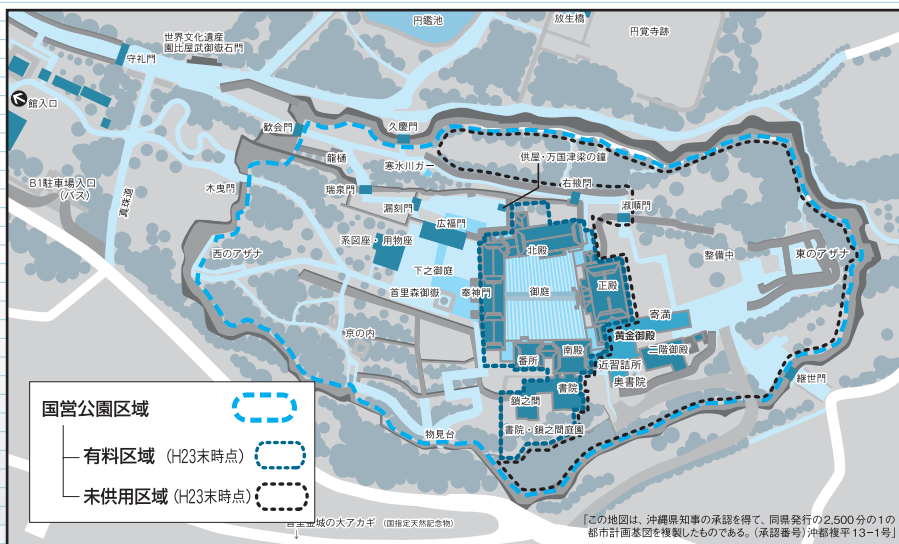 円鑑池
放生橋
円覚寺跡
世界文化遺産
園比屋武御嶽石門
守礼門
館入口
歓会門
久慶門
龍樋
寒水川ガー
供屋・万国津梁の鐘
右掖門
淑順門
B1駐車場入口
(バス)
真珠道
木曳門
瑞泉門
漏刻門
広福門
系図座・用物座
北殿
整備中
東のアザナ
西のアザナ
下之御庭
首里森御嶽
奉神門
御庭
正殿
寄満
京の内
黄金御殿
番所
南殿
近習詰所
二階御殿
奥書院
継世門
鎖之間
書院
書院・鎖之間庭園
物見台
国営公園区域
有料区域 (H23末時点)
未供用区域 (H23末時点)
首里金城の大アカギ (国指定天然記念物)
↓
「この地図は、沖縄県知事の承認を得て、同県発行の2,500分の1の
都市計画基図を複製したものである。(承認番号)沖都複平13−1号」